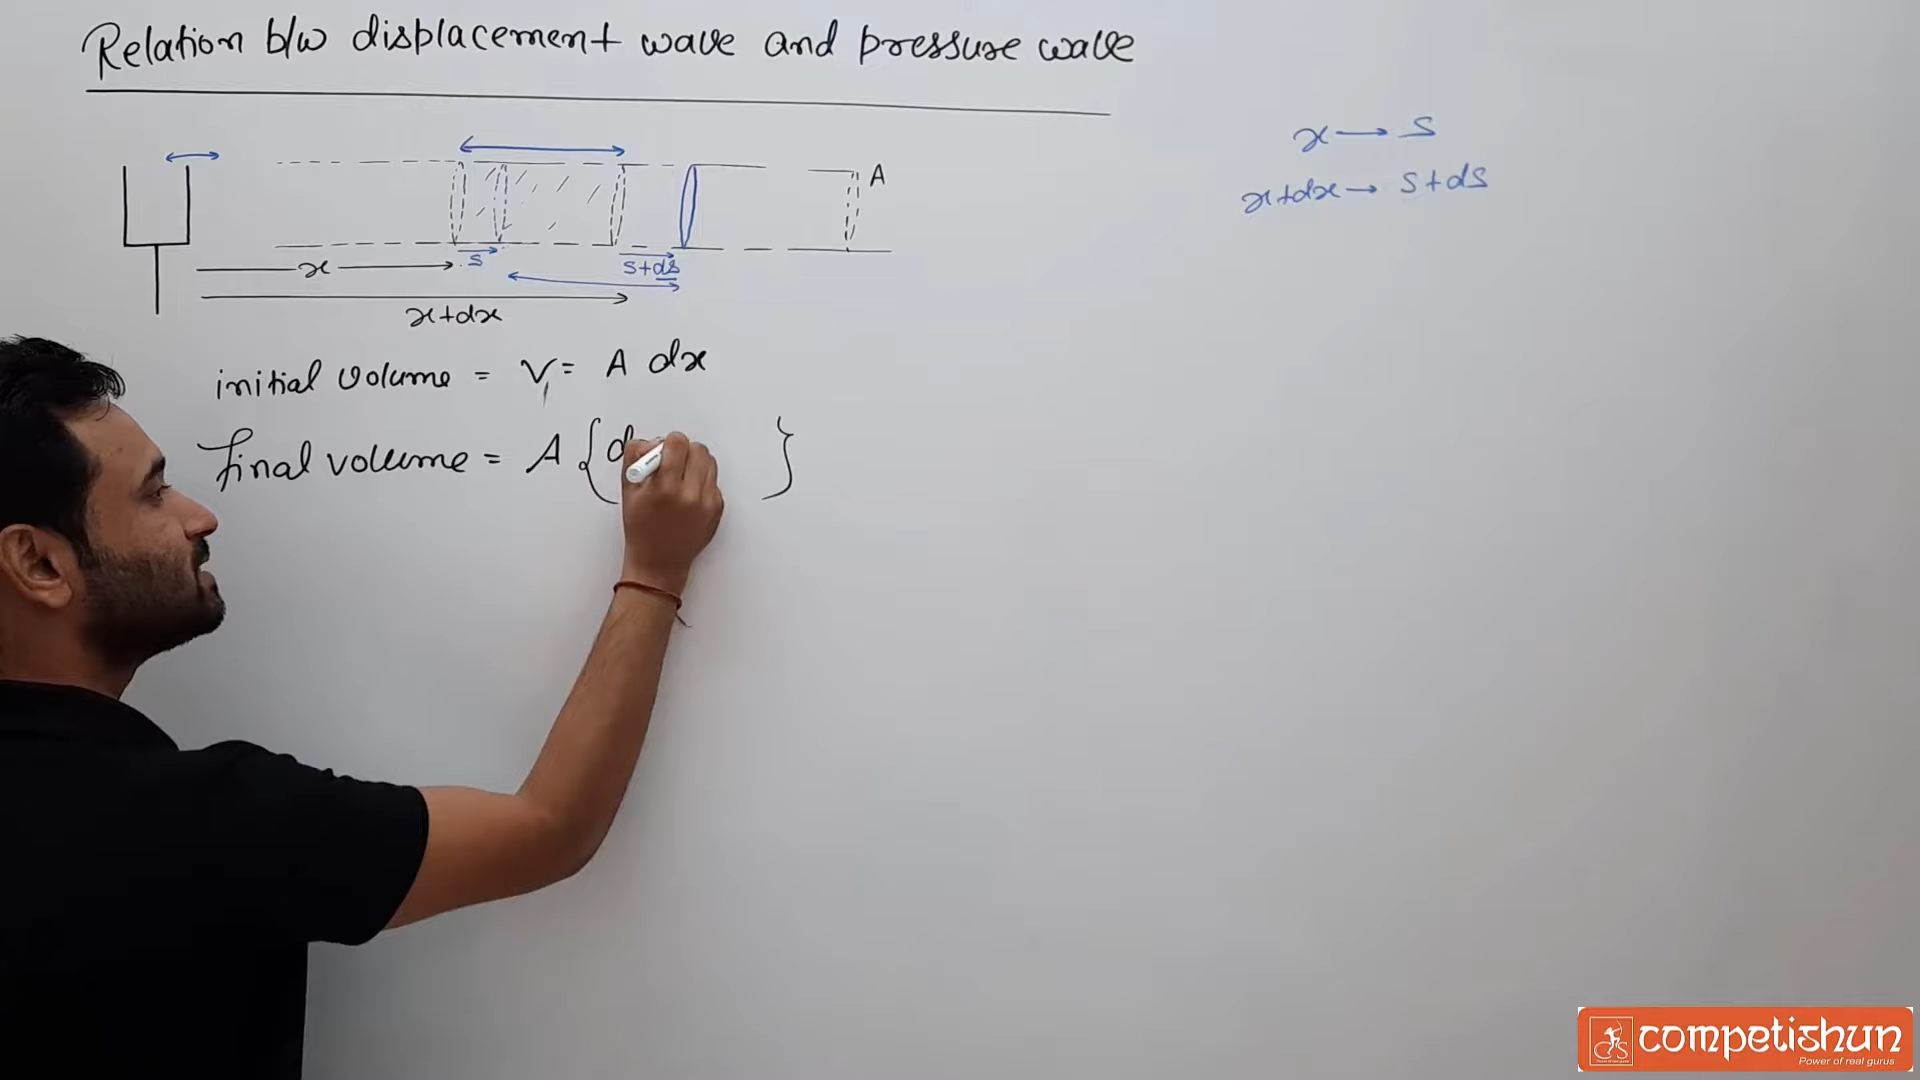 Relation b/w displacement wave and pressure wave
x → s
x+dx → s+ds
A
x
s
s+ds
x+dx
initial volume = V₁ = A dx
final volume = A { d }
competishun
Power of real gurus